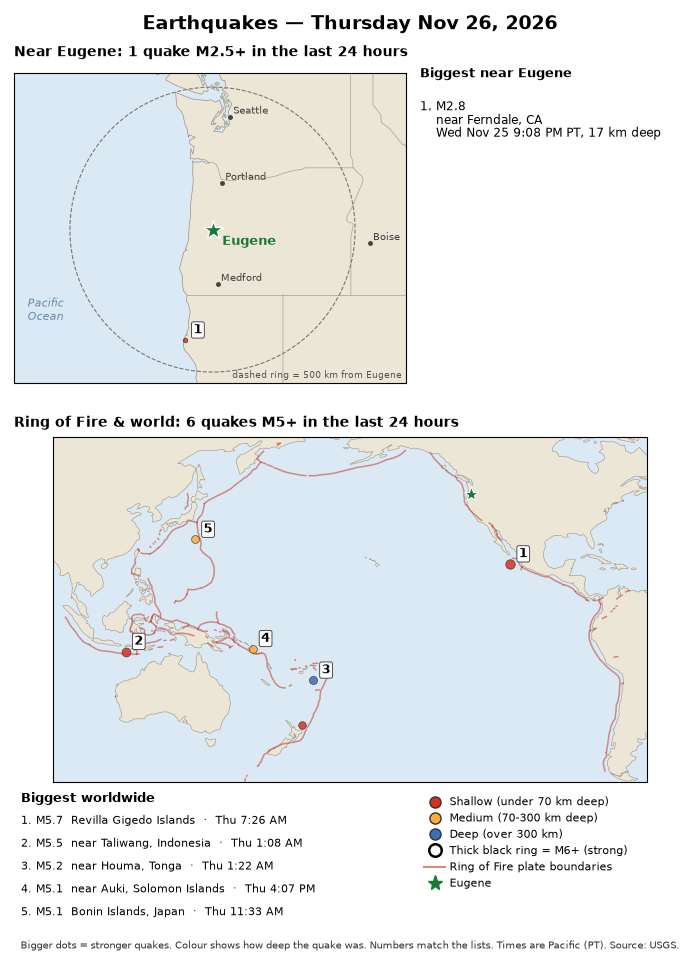 Earthquakes — Thursday Nov 26, 2026
Near Eugene: 1 quake M2.5+ in the last 24 hours
Seattle
Portland
Eugene
Boise
Medford
Pacific
Ocean
1
dashed ring = 500 km from Eugene
Biggest near Eugene
1. M2.8
near Ferndale, CA
Wed Nov 25 9:08 PM PT, 17 km deep
Ring of Fire & world: 6 quakes M5+ in the last 24 hours
5
1
2
4
3
Biggest worldwide
1. M5.7 Revilla Gigedo Islands · Thu 7:26 AM
2. M5.5 near Taliwang, Indonesia · Thu 1:08 AM
3. M5.2 near Houma, Tonga · Thu 1:22 AM
4. M5.1 near Auki, Solomon Islands · Thu 4:07 PM
5. M5.1 Bonin Islands, Japan · Thu 11:33 AM
Shallow (under 70 km deep)
Medium (70-300 km deep)
Deep (over 300 km)
Thick black ring = M6+ (strong)
Ring of Fire plate boundaries
Eugene
Bigger dots = stronger quakes. Colour shows how deep the quake was. Numbers match the lists. Times are Pacific (PT). Source: USGS.